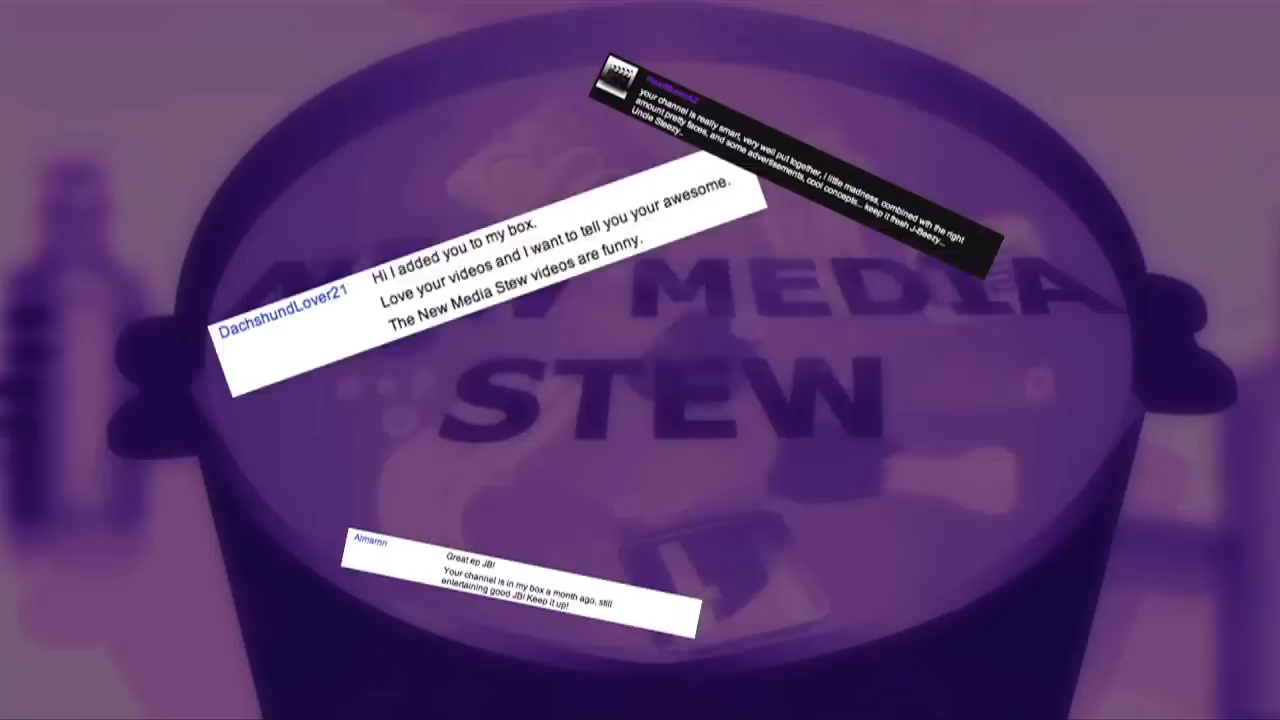 your channel is really smart, very well put together, I little madness, combined with the right
amount pretty faces, and some advertisements, cool concepts... keep it fresh J-Beezy...
Uncle Sleezy..
DachshundLover21
Hi I added you to my box.
Love your videos and I want to tell you your awesome.
The New Media Stew videos are funny.
MEDIA
STEW
Great ep JB!
Your channel is in my box a month ago, still
entertaining good JB! Keep it up!